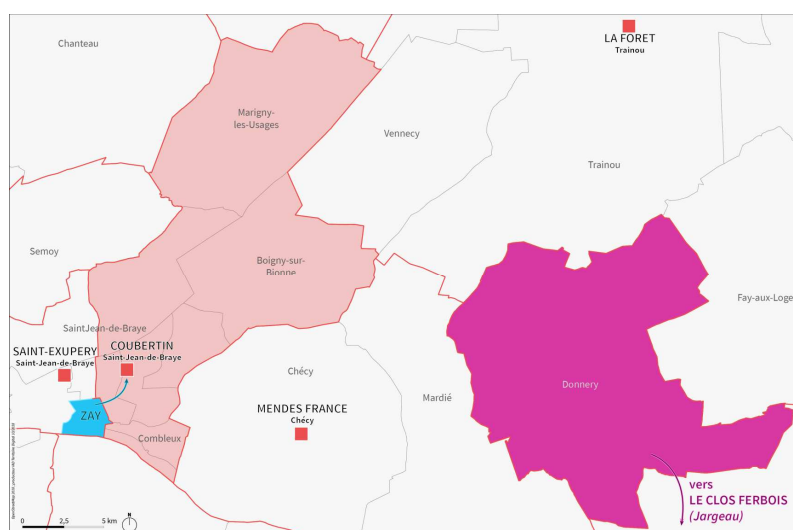 Chanteau
LA FORET
Trainou
Marigny-
les-Usages
Vennecy
Trainou
Semoy
Boigny-sur-
Bionne
Fay-aux-Loge
SaintJean-de-Braye
SAINT-EXUPERY
Saint-Jean-de-Braye
COUBERTIN
Saint-Jean-de-Braye
Chécy
Mardié
Donnery
ZAY
MENDES FRANCE
Chécy
Combleux
vers
LE CLOS FERBOIS
(Jargeau)
0 2,5 5 km
N